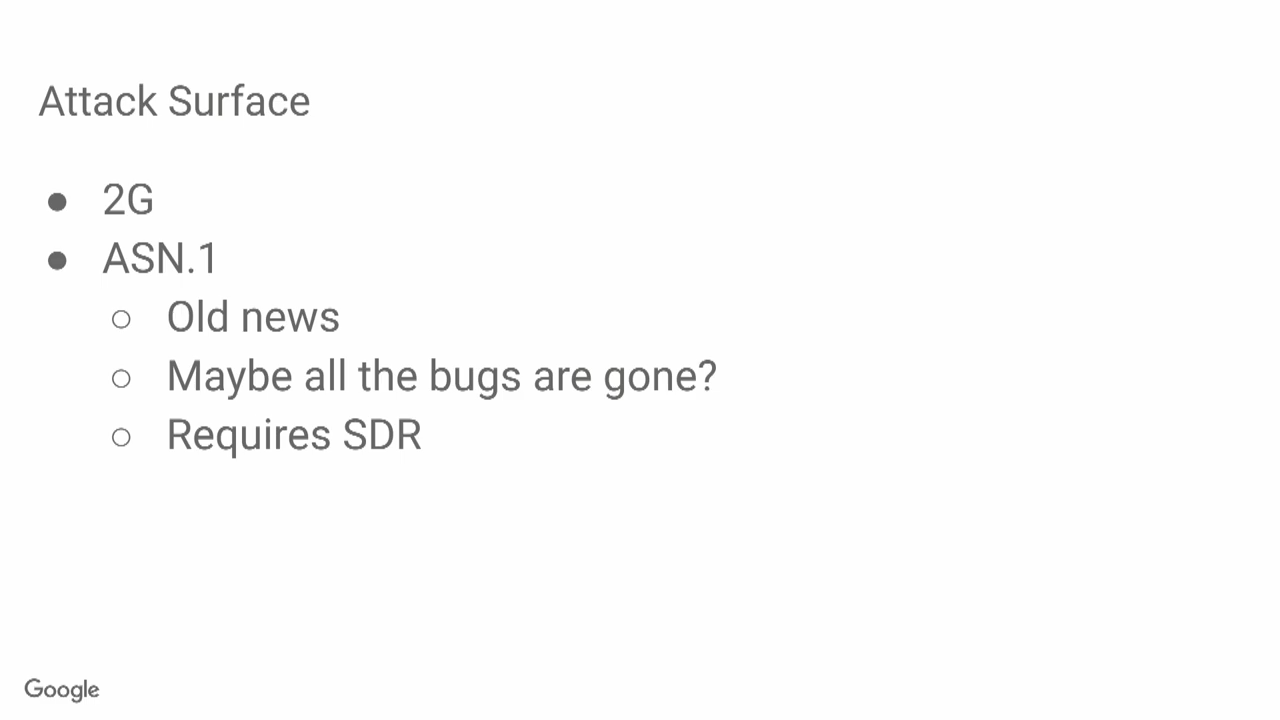 Attack Surface
● 2G
● ASN.1
○ Old news
○ Maybe all the bugs are gone?
○ Requires SDR
Google